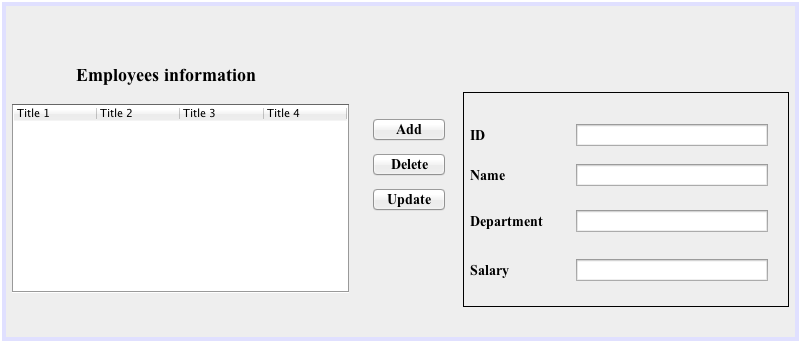 Employees information
Title 1 Title 2 Title 3 Title 4
Add
Delete
Update
ID
Name
Department
Salary